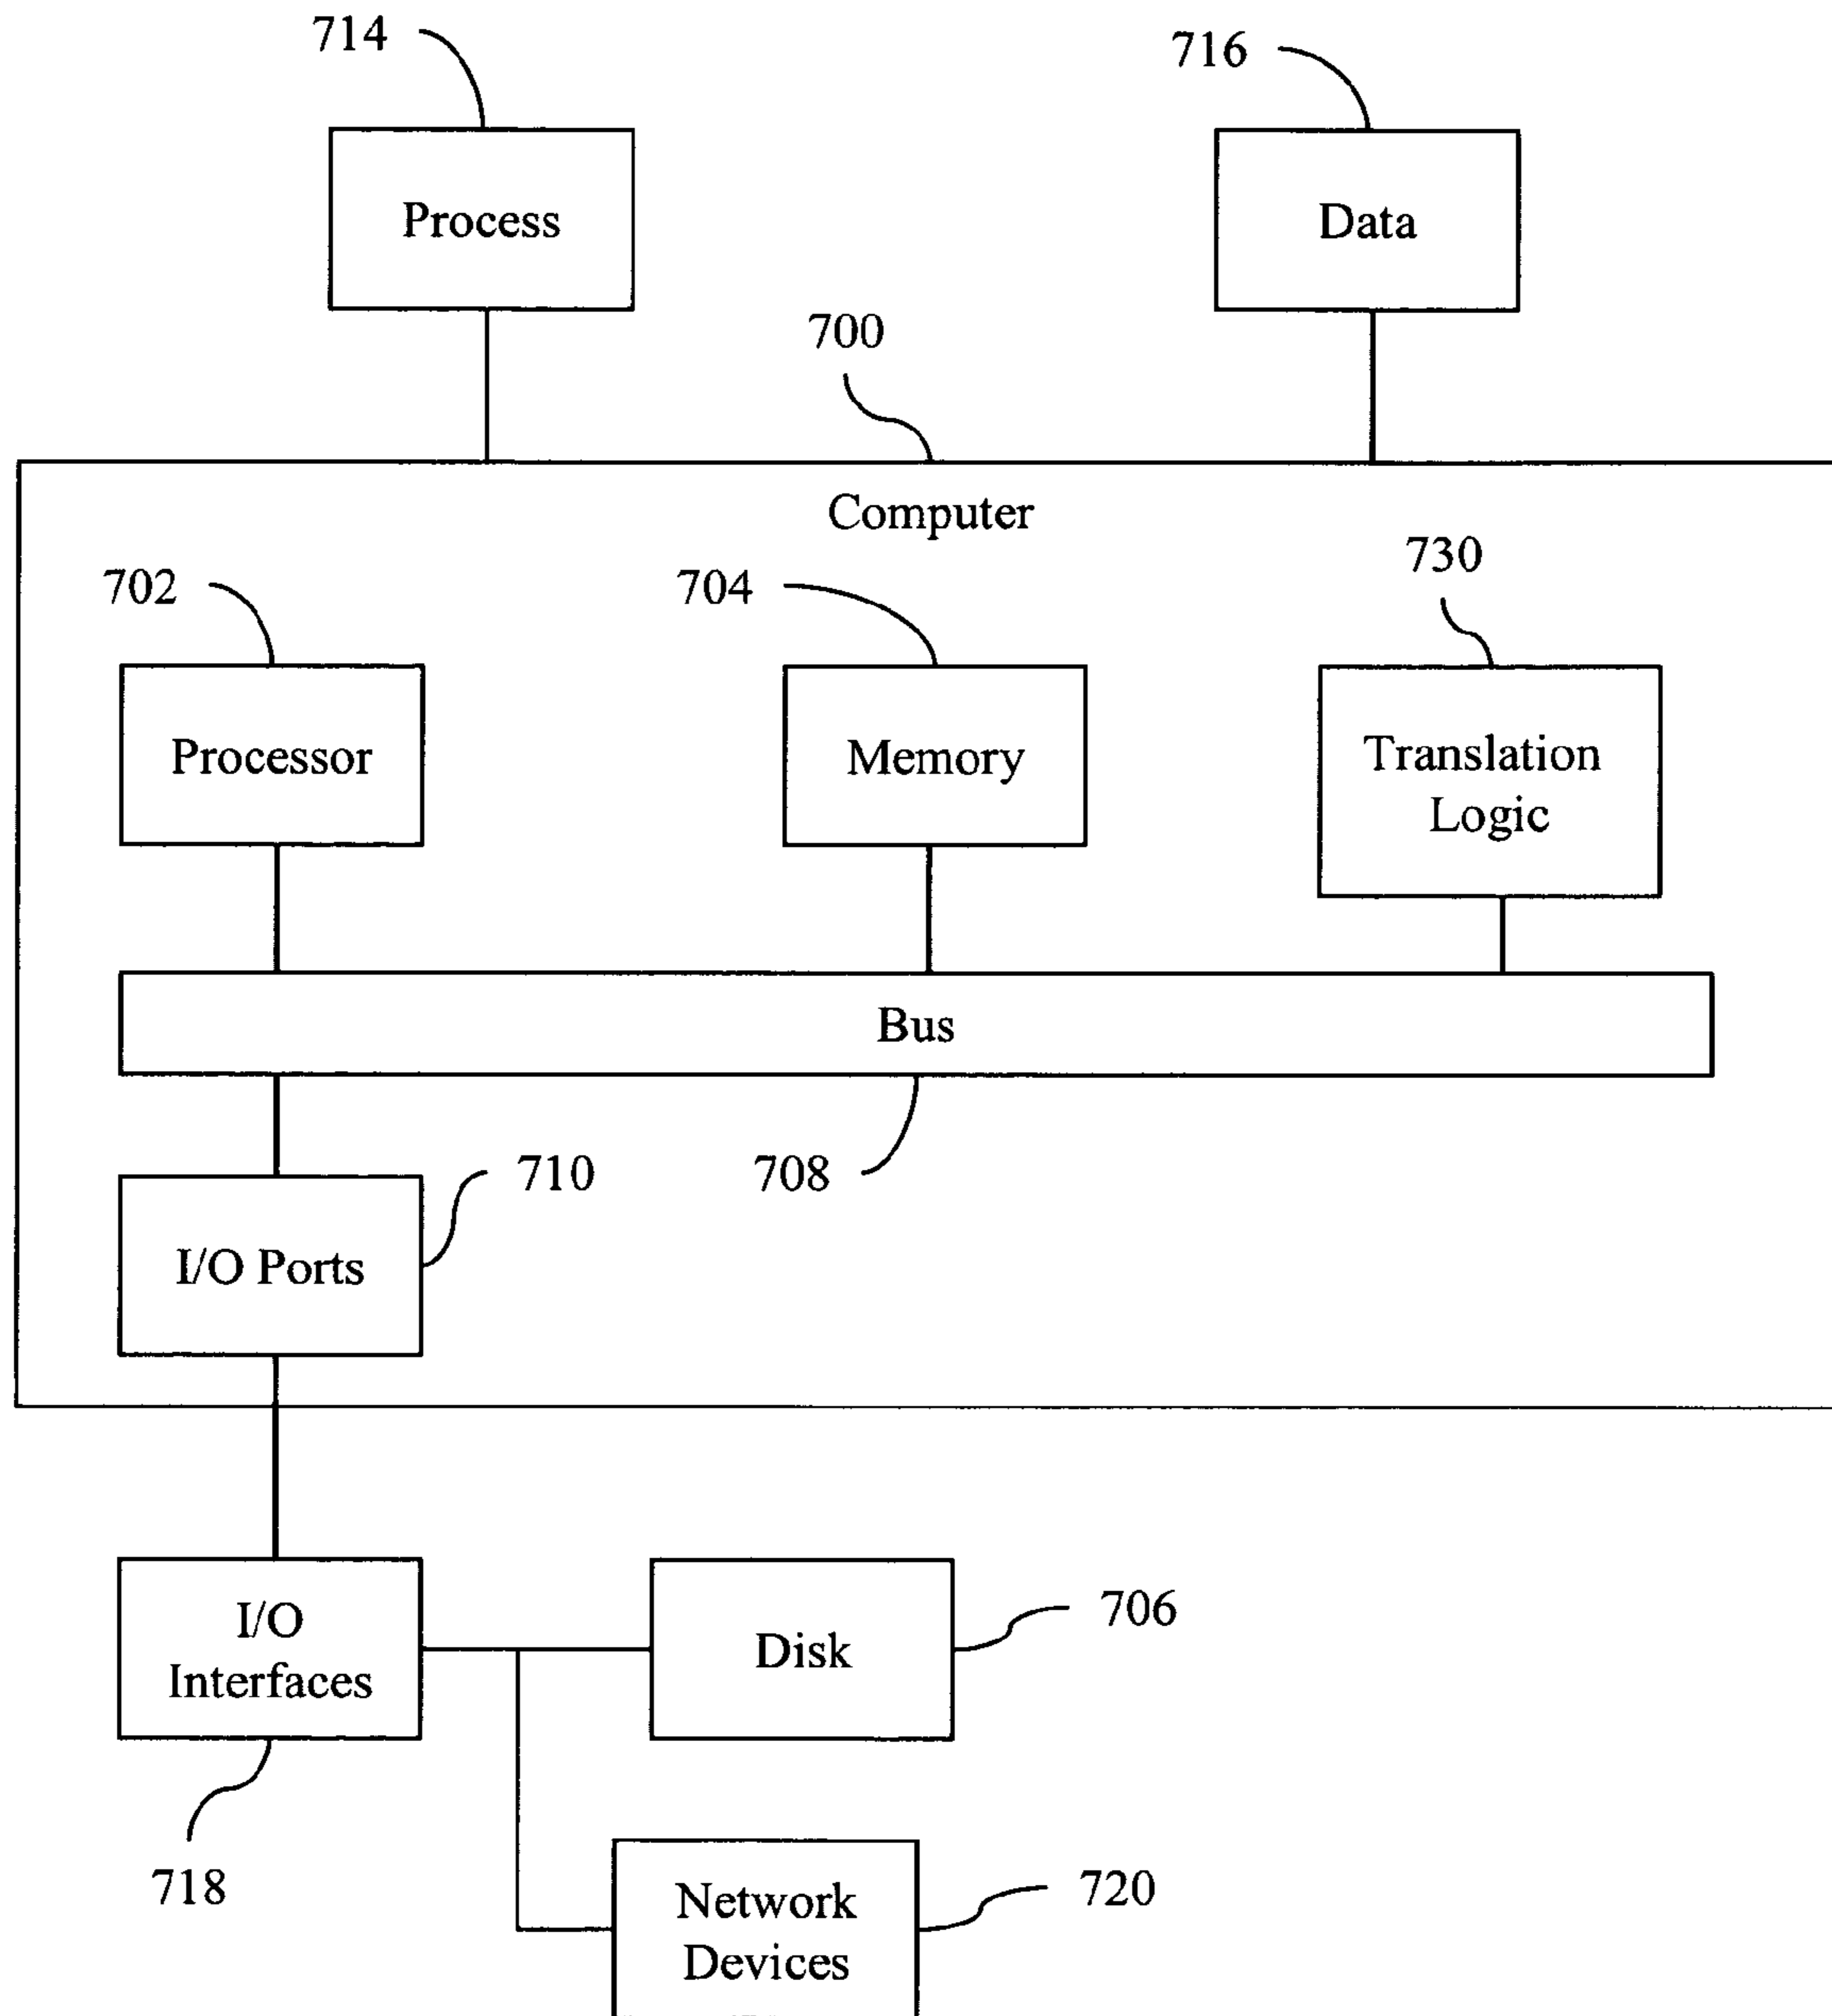 714
716
Process
Data
700
Computer
730
702
704
Processor
Memory
Translation
Logic
Bus
710
708
I/O Ports
I/O
Interfaces
Disk
706
718
Network
Devices
720